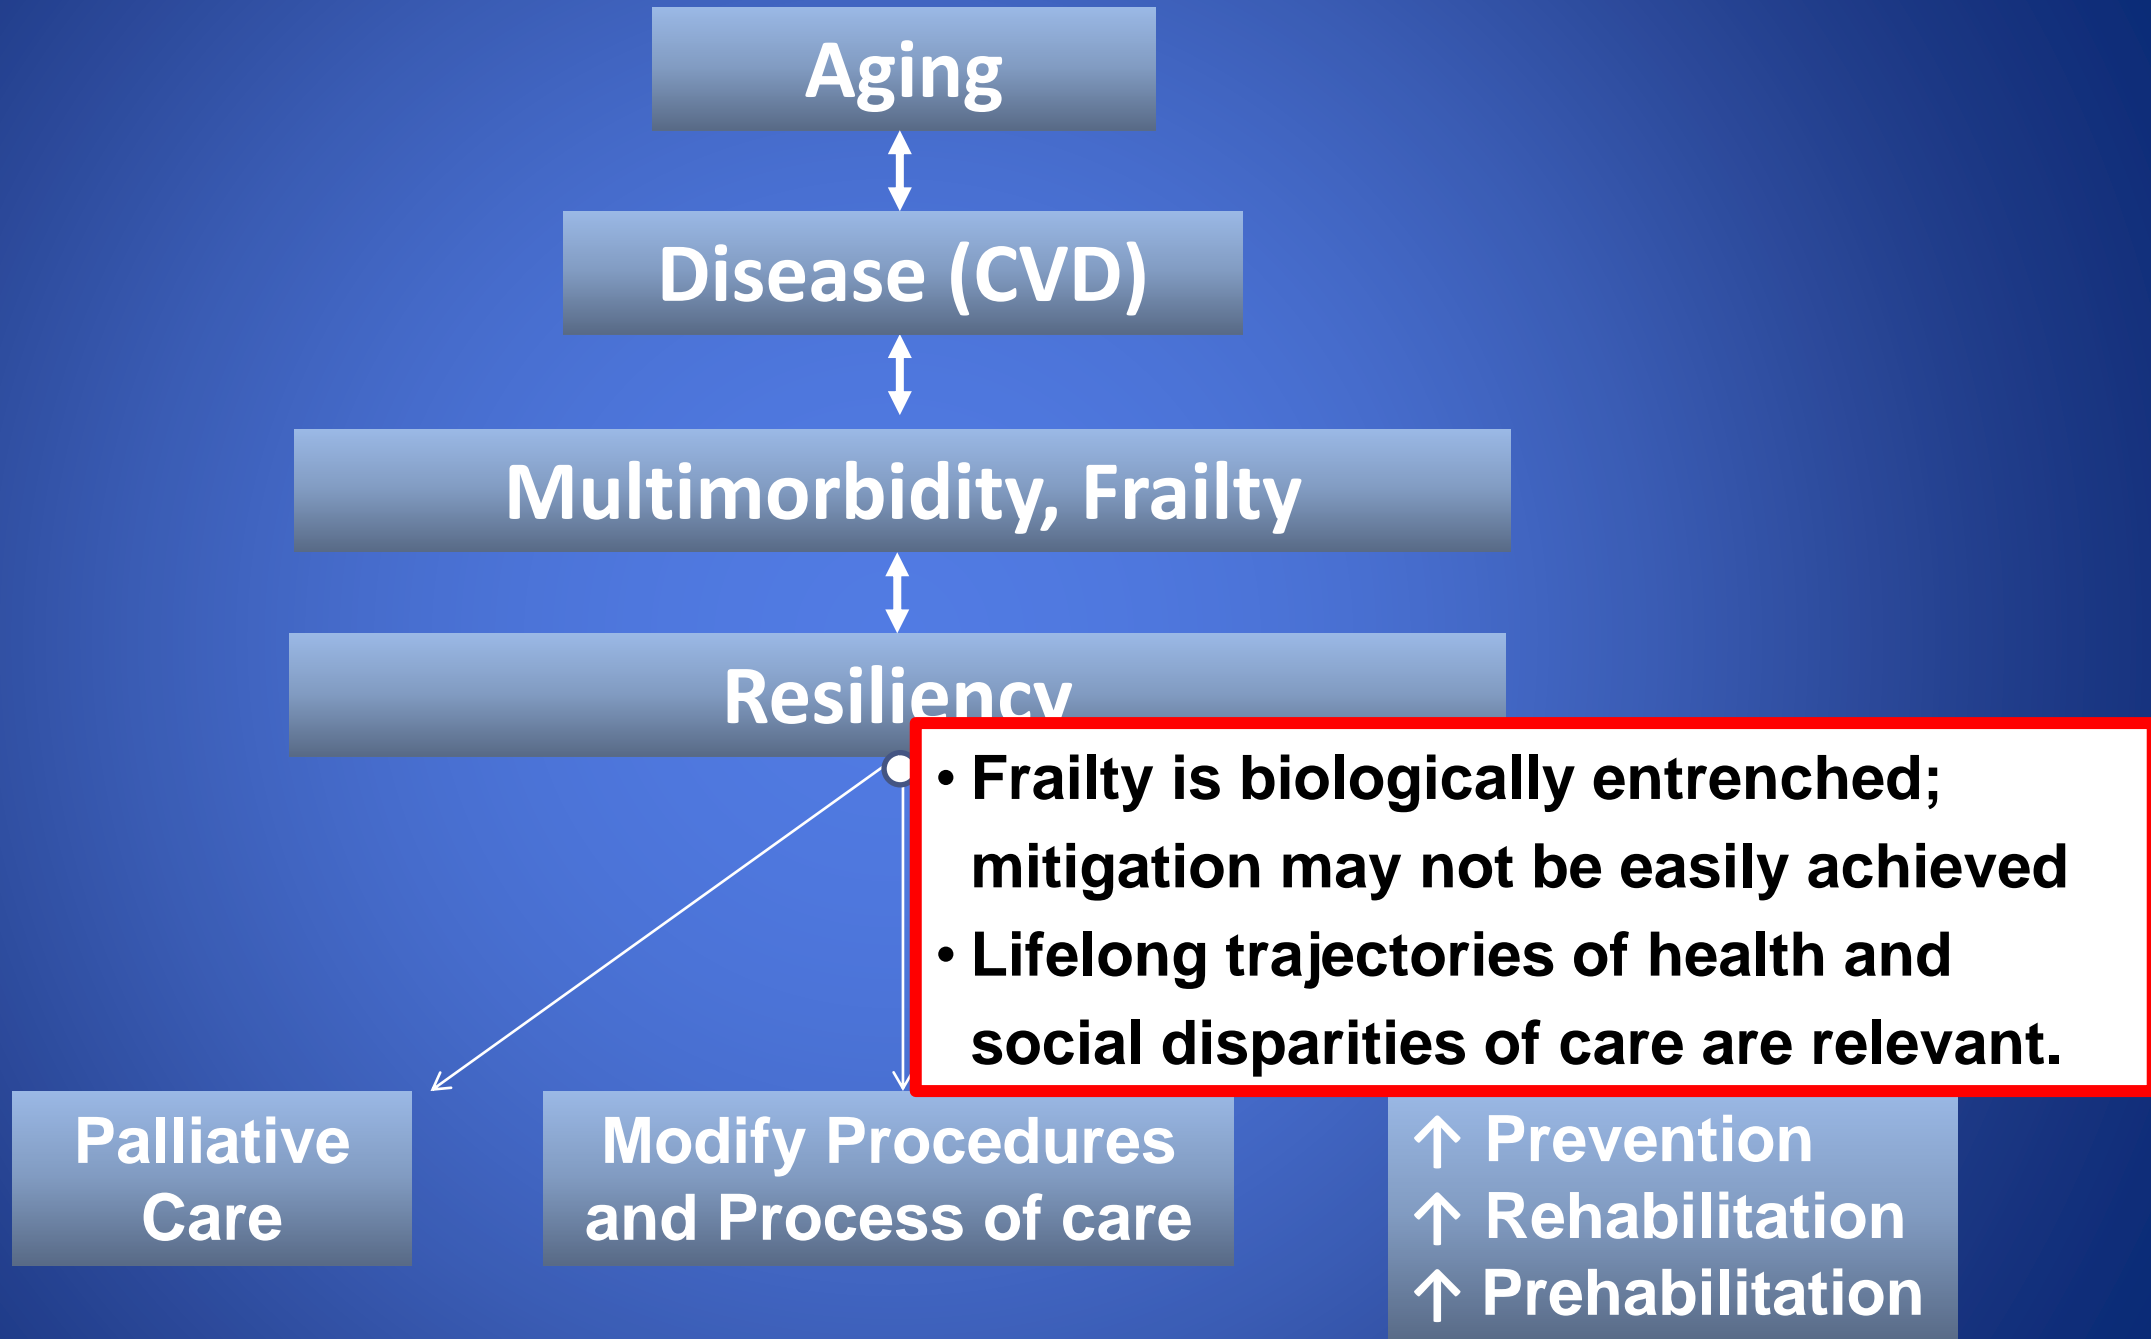 Aging
Disease (CVD)
Multimorbidity, Frailty
Resiliency
• Frailty is biologically entrenched;
mitigation may not be easily achieved
• Lifelong trajectories of health and
social disparities of care are relevant.
Palliative
Care
Modify Procedures
and Process of care
↑ Prevention
↑ Rehabilitation
↑ Prehabilitation